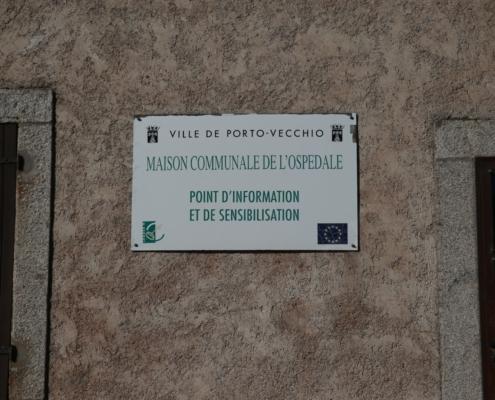 VILLE DE PORTO-VECCHIO
MAISON COMMUNALE DE L'OSPEDALE
POINT D'INFORMATION
ET DE SENSIBILISATION